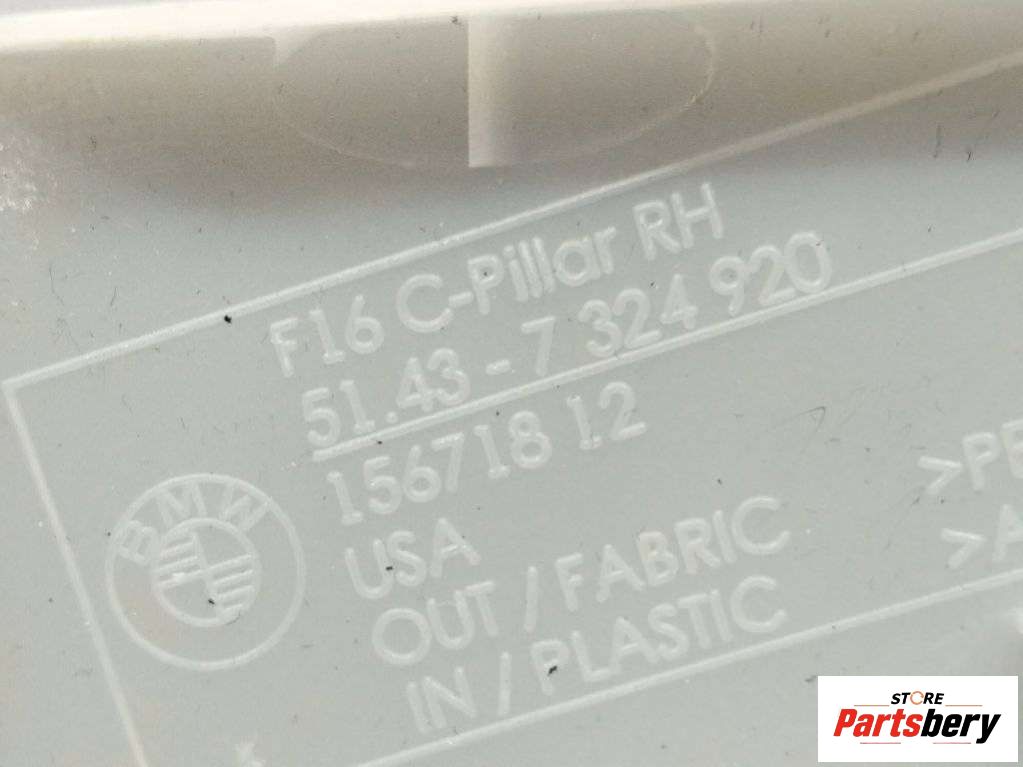 F16 C-Pillar RH
51.43 - 7 324 920
156718 1.2
USA
OUT / FABRIC
IN / PLASTIC
BMW
>PE
>A
STORE
Partsbery